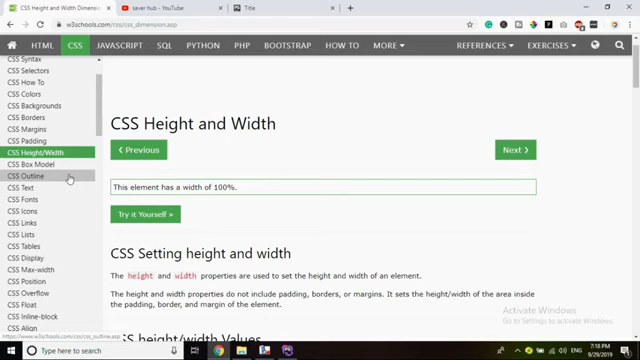 CSS Height and Width Dimension
saver hub - YouTube
Title
w3schools.com/css/css_dimension.asp
HTML CSS JAVASCRIPT SQL PYTHON PHP BOOTSTRAP HOW TO MORE REFERENCES EXERCISES
CSS Syntax
CSS Selectors
CSS How To
CSS Colors
CSS Backgrounds
CSS Borders
CSS Margins
CSS Padding
CSS Height/Width
CSS Box Model
CSS Outline
CSS Text
CSS Fonts
CSS Icons
CSS Links
CSS Lists
CSS Tables
CSS Display
CSS Max-width
CSS Position
CSS Overflow
CSS Float
CSS Inline-block
CSS Align
https://www.w3schools.com/css/css_outline.asp
CSS Height and Width
❮ Previous
Next ❯
This element has a width of 100%.
Try it Yourself »
CSS Setting height and width
The height and width properties are used to set the height and width of an element.
The height and width properties do not include padding, borders, or margins. It sets the height/width of the area inside
the padding, border, and margin of the element.
CSS height/width Values
Activate Windows
Go to Settings to activate Windows.
Type here to search
ENG
7:18 PM
9/29/2019